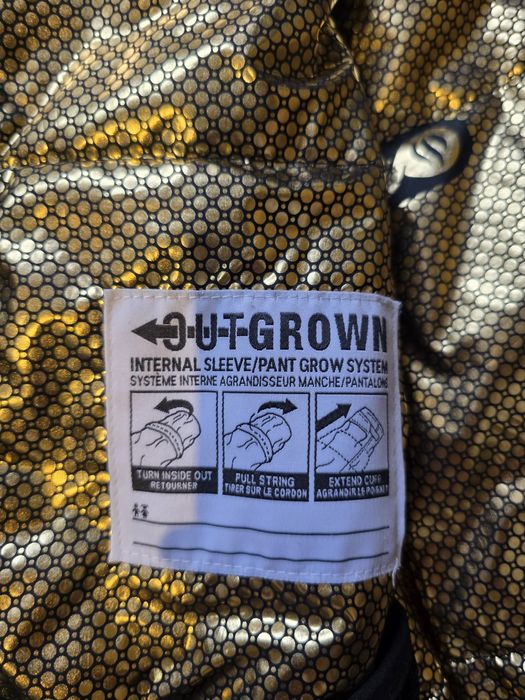 OUTGROWN
INTERNAL SLEEVE/PANT GROW SYSTEM
SYSTÈME INTERNE AGRANDISSEUR MANCHE/PANTALONS
TURN INSIDE OUT
RETOURNER
PULL STRING
TIRER SUR LE CORDON
EXTEND CUFF
AGRANDIR LE